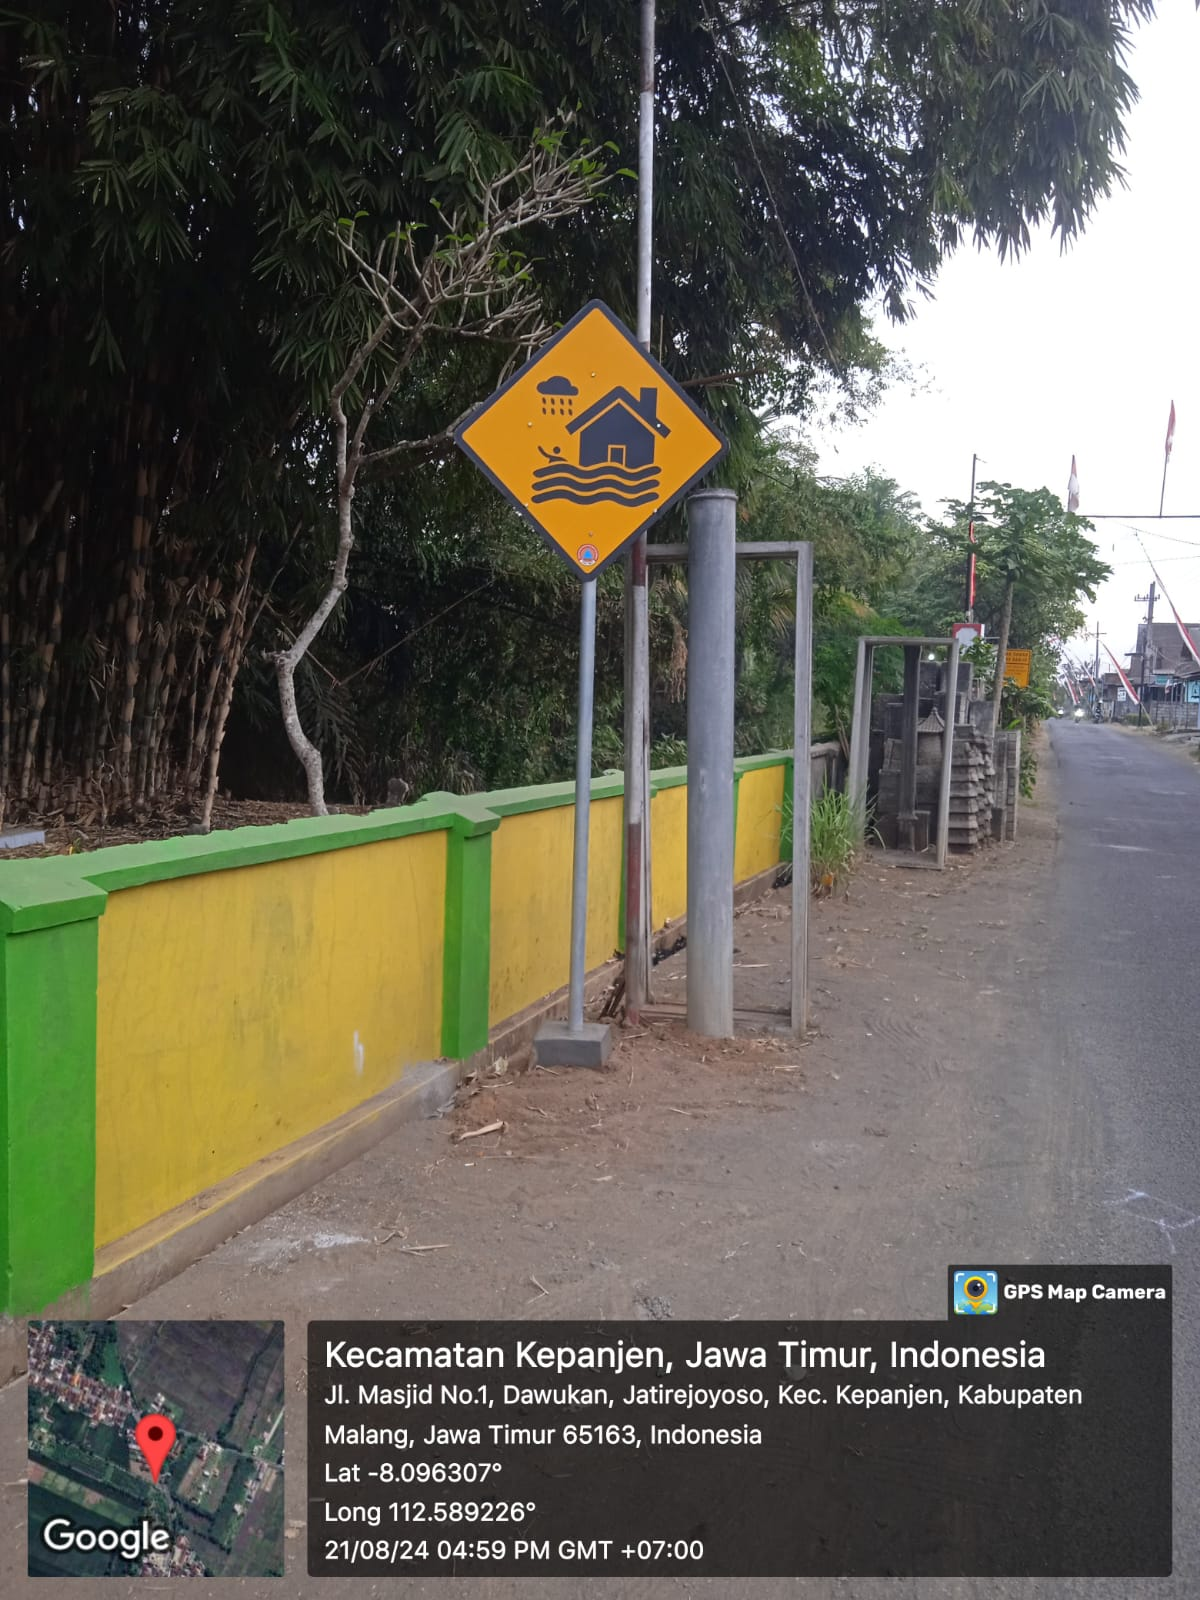 GPS Map Camera
Kecamatan Kepanjen, Jawa Timur, Indonesia
Jl. Masjid No.1, Dawukan, Jatirejoyoso, Kec. Kepanjen, Kabupaten
Malang, Jawa Timur 65163, Indonesia
Lat -8.096307°
Long 112.589226°
21/08/24 04:59 PM GMT +07:00
Google